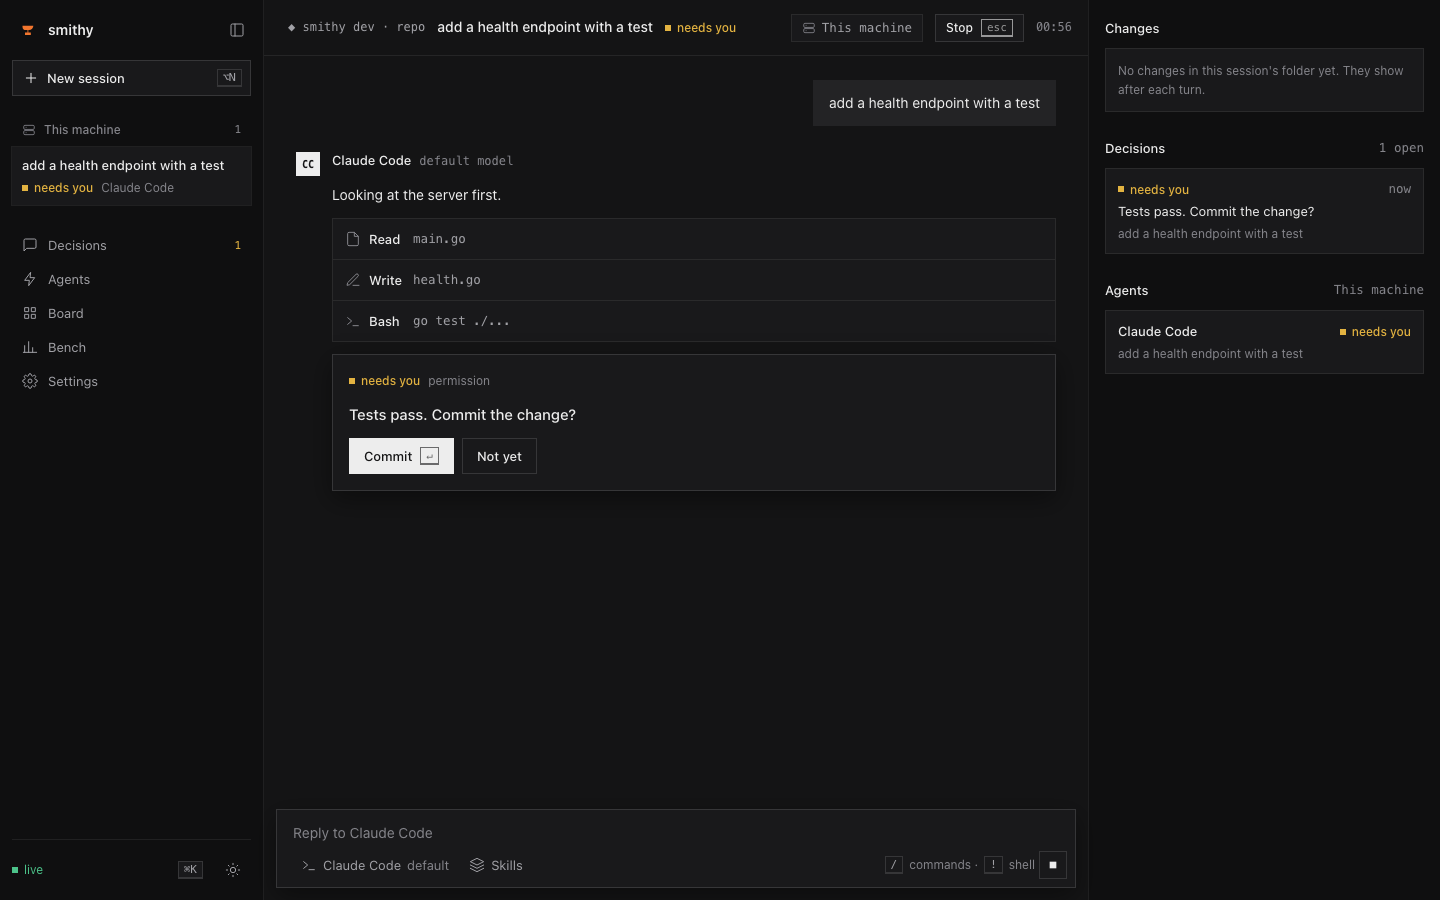 smithy
New session ⌥N
This machine 1
add a health endpoint with a test
needs you Claude Code
Decisions 1
Agents
Board
Bench
Settings
live ⌘K
◆ smithy dev · repo add a health endpoint with a test needs you This machine Stop esc 00:56
add a health endpoint with a test
CC Claude Code default model
Looking at the server first.
Read main.go
Write health.go
Bash go test ./...
needs you permission
Tests pass. Commit the change?
Commit ↵ Not yet
Reply to Claude Code
Claude Code default Skills / commands · ! shell
Changes
No changes in this session's folder yet. They show
after each turn.
Decisions 1 open
needs you now
Tests pass. Commit the change?
add a health endpoint with a test
Agents This machine
Claude Code needs you
add a health endpoint with a test